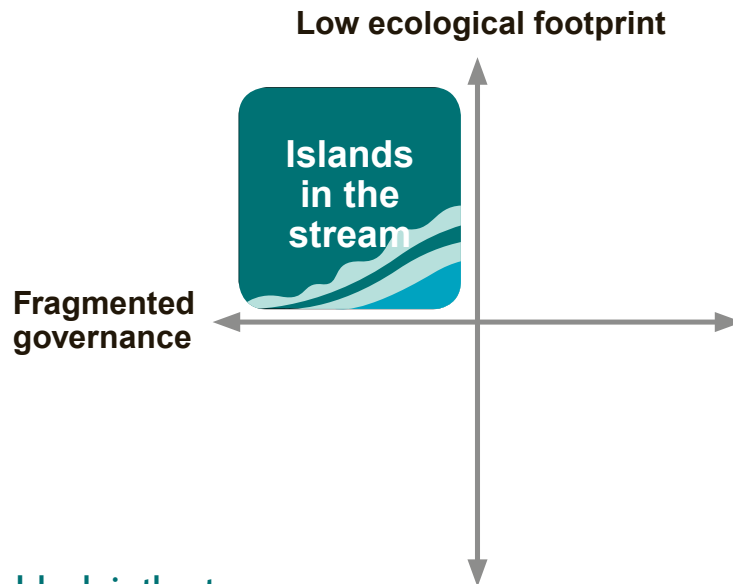 Low ecological footprint
Islands
in the
stream
Fragmented
governance